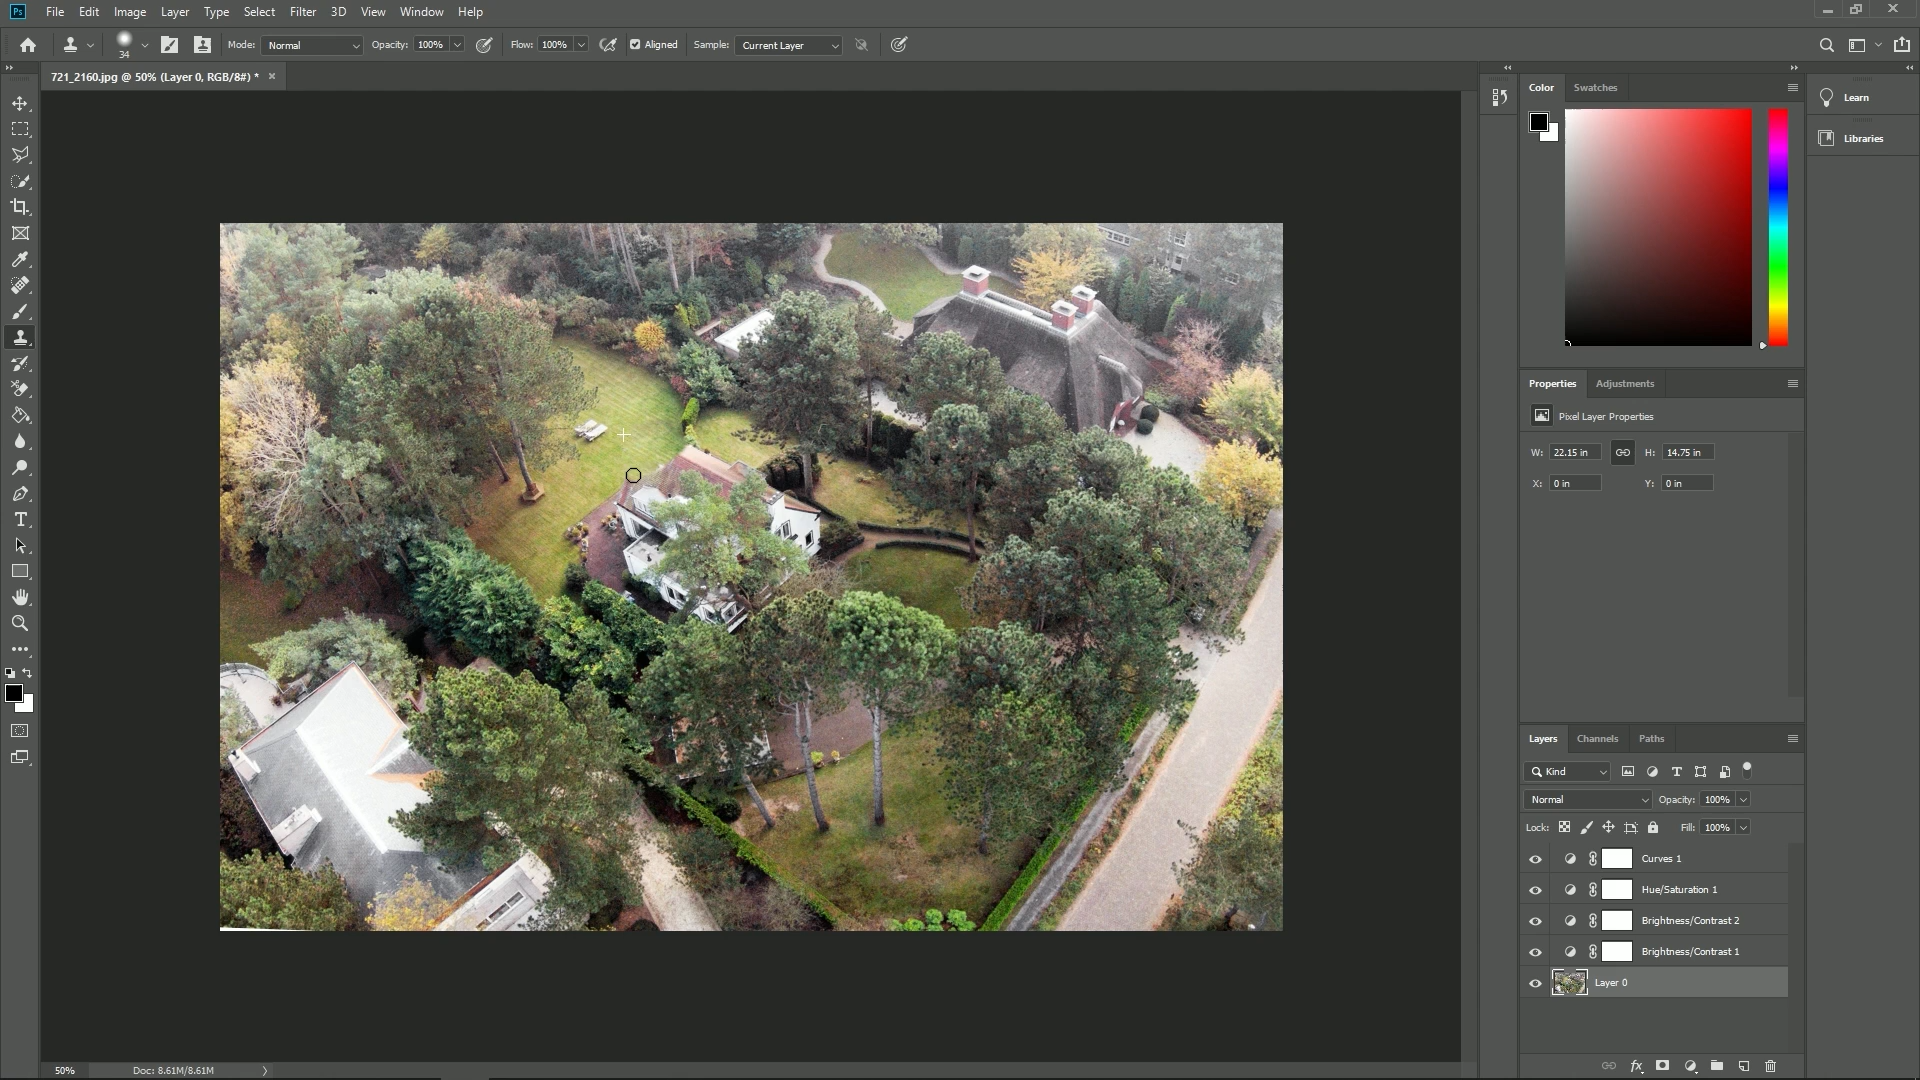 Ps File Edit Image Layer Type Select Filter 3D View Window Help
34 Mode: Normal Opacity: 100% Flow: 100% Aligned Sample: Current Layer
721_2160.jpg @ 50% (Layer 0, RGB/8#) *
Color Swatches
Learn
Libraries
Properties Adjustments
Pixel Layer Properties
W: 22.15 in H: 14.75 in
X: 0 in Y: 0 in
Layers Channels Paths
Kind
Normal Opacity: 100%
Lock: Fill: 100%
Curves 1
Hue/Saturation 1
Brightness/Contrast 2
Brightness/Contrast 1
Layer 0
fx
50% Doc: 8.61M/8.61M